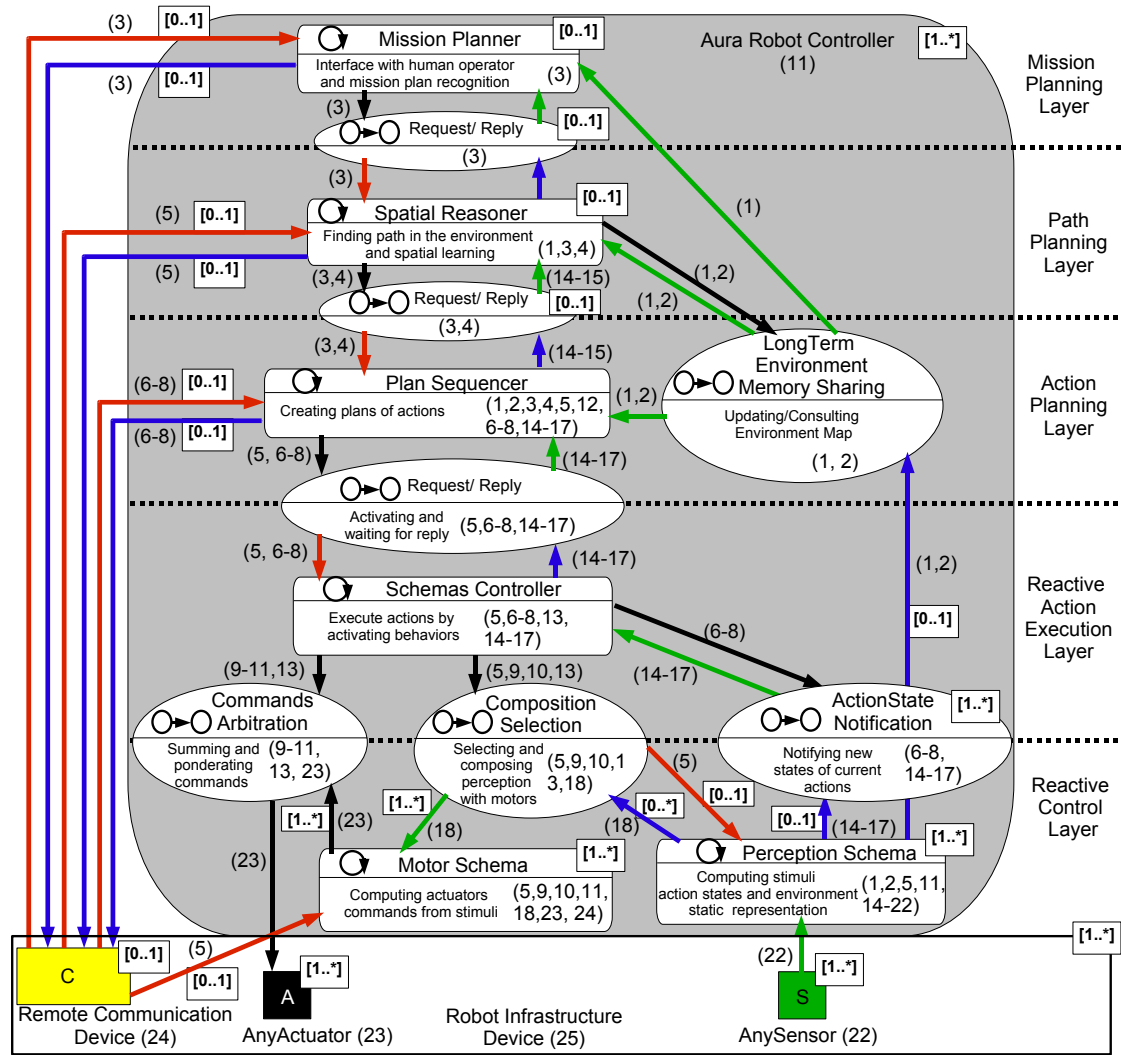 (3)
[0..1]
Mission Planner
[0..1]
Aura Robot Controller
(11)
[1..*]
Mission
Planning
Layer
Interface with human operator
and mission plan recognition
(3)
(3)
[0..1]
(3)
Request/ Reply
[0..1]
(3)
(3)
(1)
Spatial Reasoner
[0..1]
(5)
[0..1]
Finding path in the environment
and spatial learning
(1,3,4)
Path
Planning
Layer
(5)
[0..1]
(3,4)
(14-15)
(1,2)
(1,2)
Request/ Reply
[0..1]
(3,4)
(3,4)
(14-15)
LongTerm
Environment
Memory Sharing
Updating/Consulting
Environment Map
(1, 2)
(6-8)
[0..1]
Plan Sequencer
Creating plans of actions
(1,2,3,4,5,12,
6-8,14-17)
(1,2)
Action
Planning
Layer
(6-8)
[0..1]
(5, 6-8)
(14-17)
Request/ Reply
Activating and
waiting for reply
(5,6-8,14-17)
(5, 6-8)
(14-17)
(1,2)
[0..1]
Schemas Controller
Execute actions by
activating behaviors
(5,6-8,13,
14-17)
Reactive
Action
Execution
Layer
(6-8)
(14-17)
(9-11,13)
(5,9,10,13)
Commands
Arbitration
Summing and
ponderating
commands
(9-11,
13, 23)
Composition
Selection
Selecting and
composing
perception
with motors
(5,9,10,1
3,18)
ActionState
Notification
[1..*]
Notifying new
states of current
actions
(6-8,
14-17)
Reactive
Control
Layer
(5)
[0..1]
[1..*]
(23)
[1..*]
(18)
[0..*]
(18)
[0..1]
(14-17)
(23)
Motor Schema
[1..*]
Computing actuators
commands from stimuli
(5,9,10,11,
18,23, 24)
Perception Schema
[1..*]
Computing stimuli
action states and environment
static representation
(1,2,5,11,
14-22)
[1..*]
C
[0..1]
(5)
[0..1]
Remote Communication
Device (24)
A
[1..*]
AnyActuator (23)
Robot Infrastructure
Device (25)
(22)
S
[1..*]
AnySensor (22)